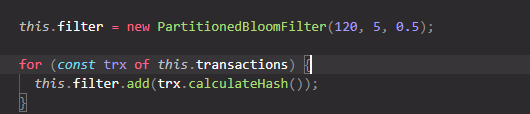 this.filter = new PartitionedBloomFilter(120, 5, 0.5);
for (const trx of this.transactions) {
this.filter.add(trx.calculateHash());
}